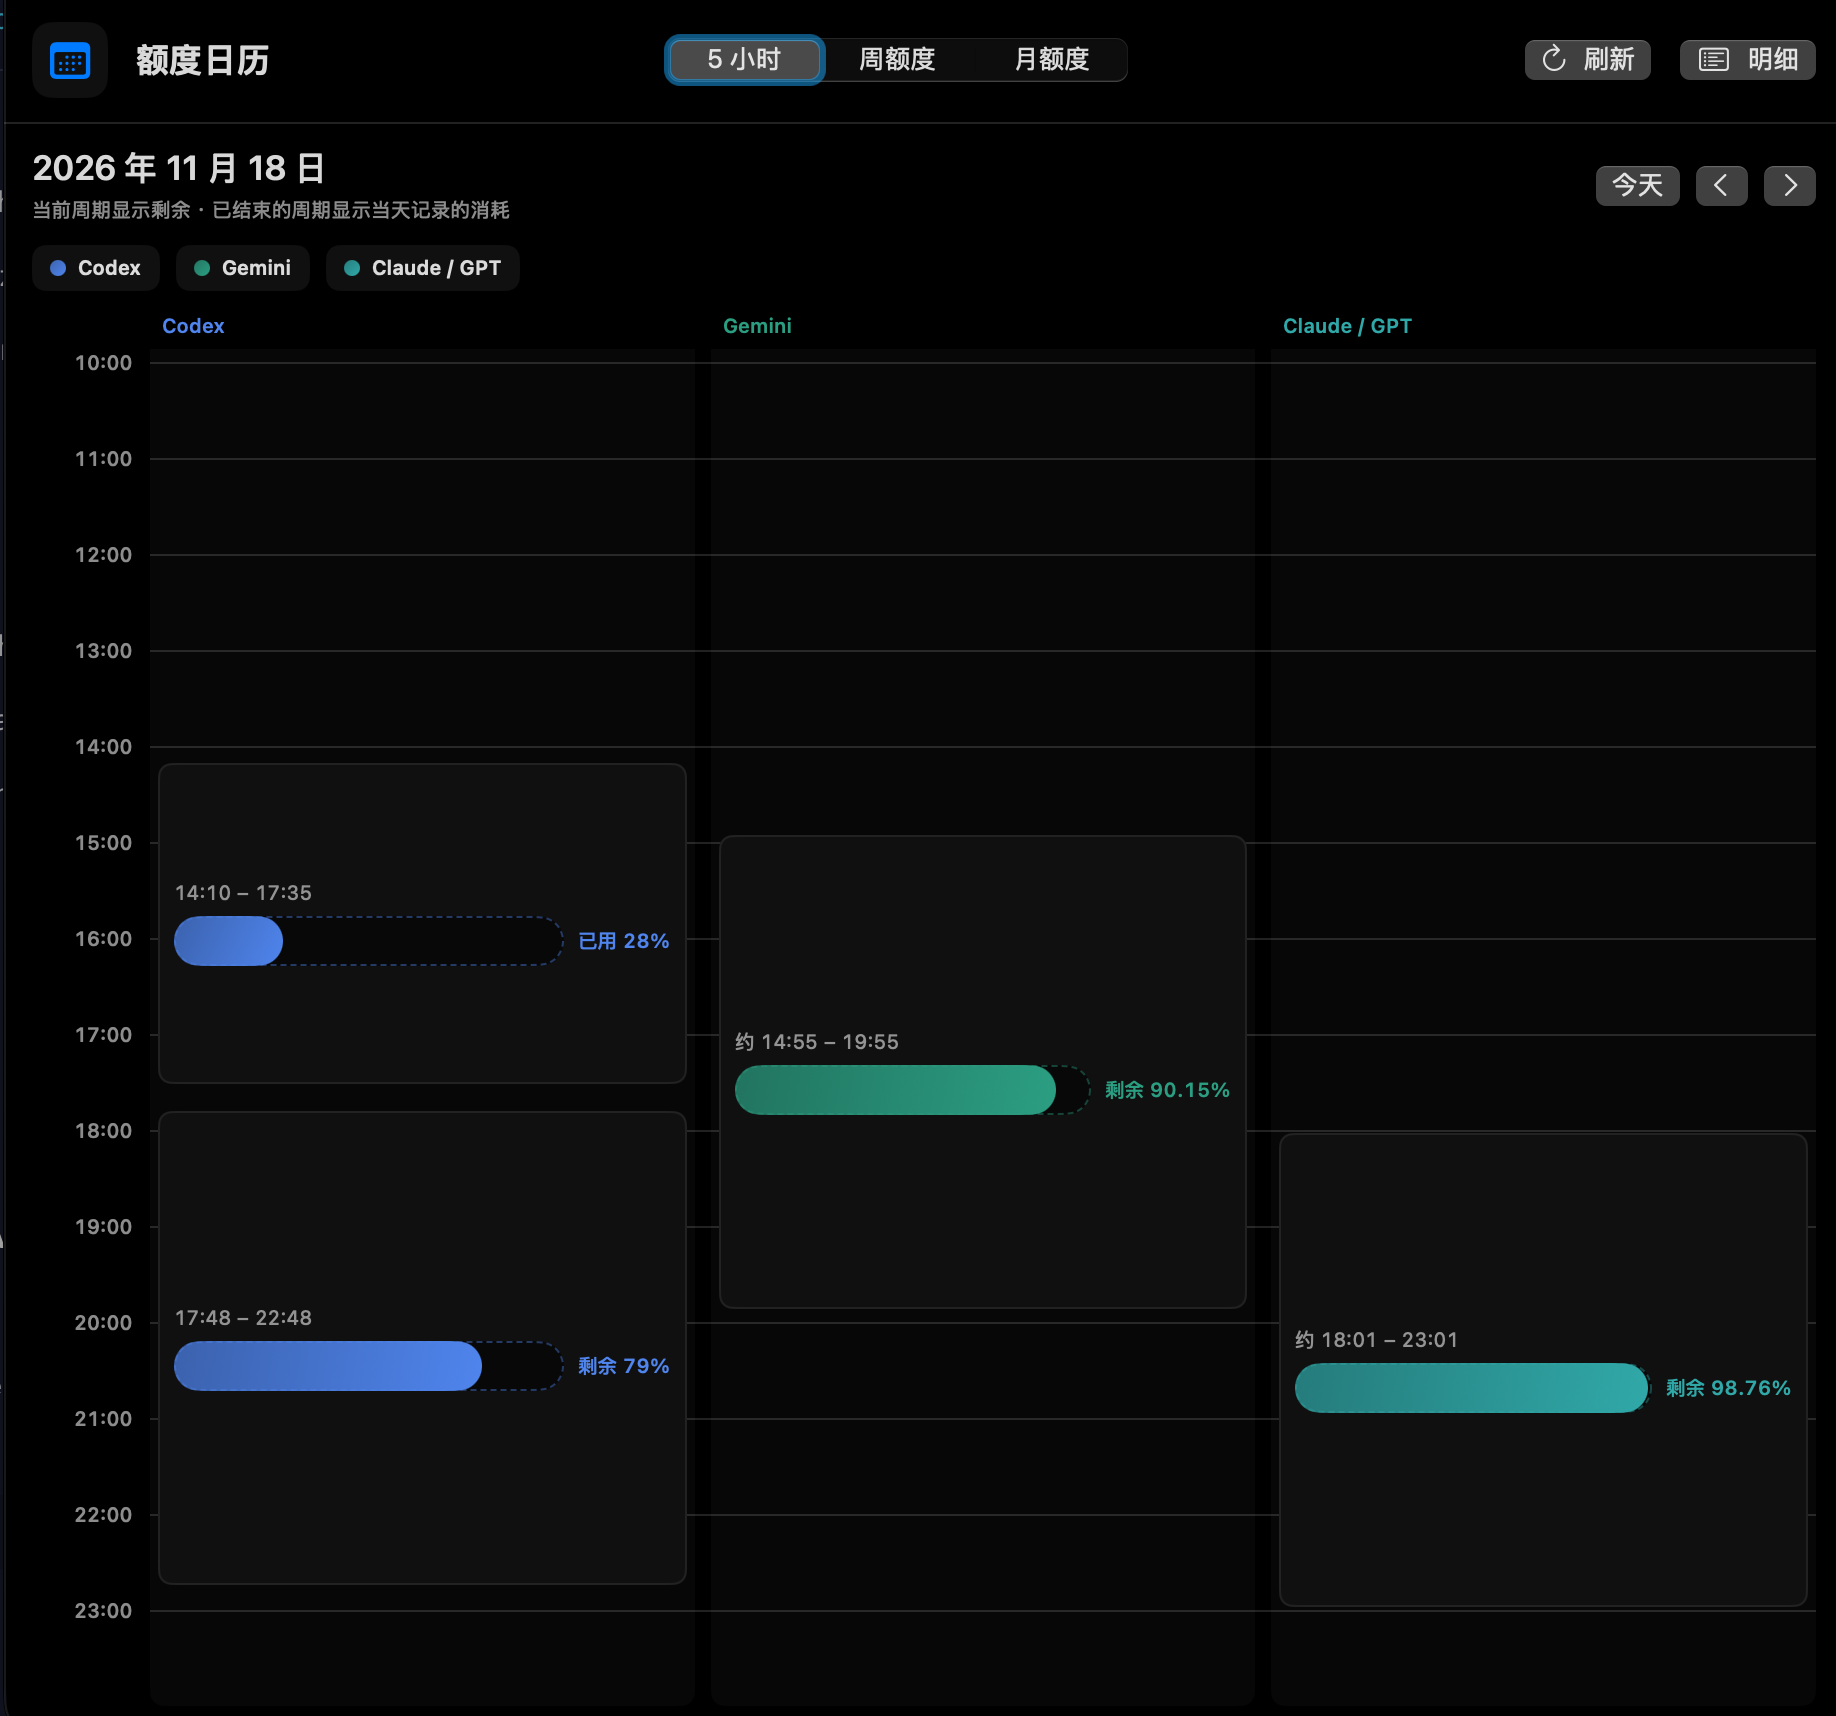 额度日历
5 小时
周额度
月额度
刷新
明细
2026 年 11 月 18 日
当前周期显示剩余 · 已结束的周期显示当天记录的消耗
今天
Codex
Gemini
Claude / GPT
Codex
Gemini
Claude / GPT
10:00
11:00
12:00
13:00
14:00
15:00
14:10 – 17:35
16:00
已用 28%
17:00
约 14:55 – 19:55
剩余 90.15%
18:00
19:00
17:48 – 22:48
20:00
约 18:01 – 23:01
剩余 79%
剩余 98.76%
21:00
22:00
23:00